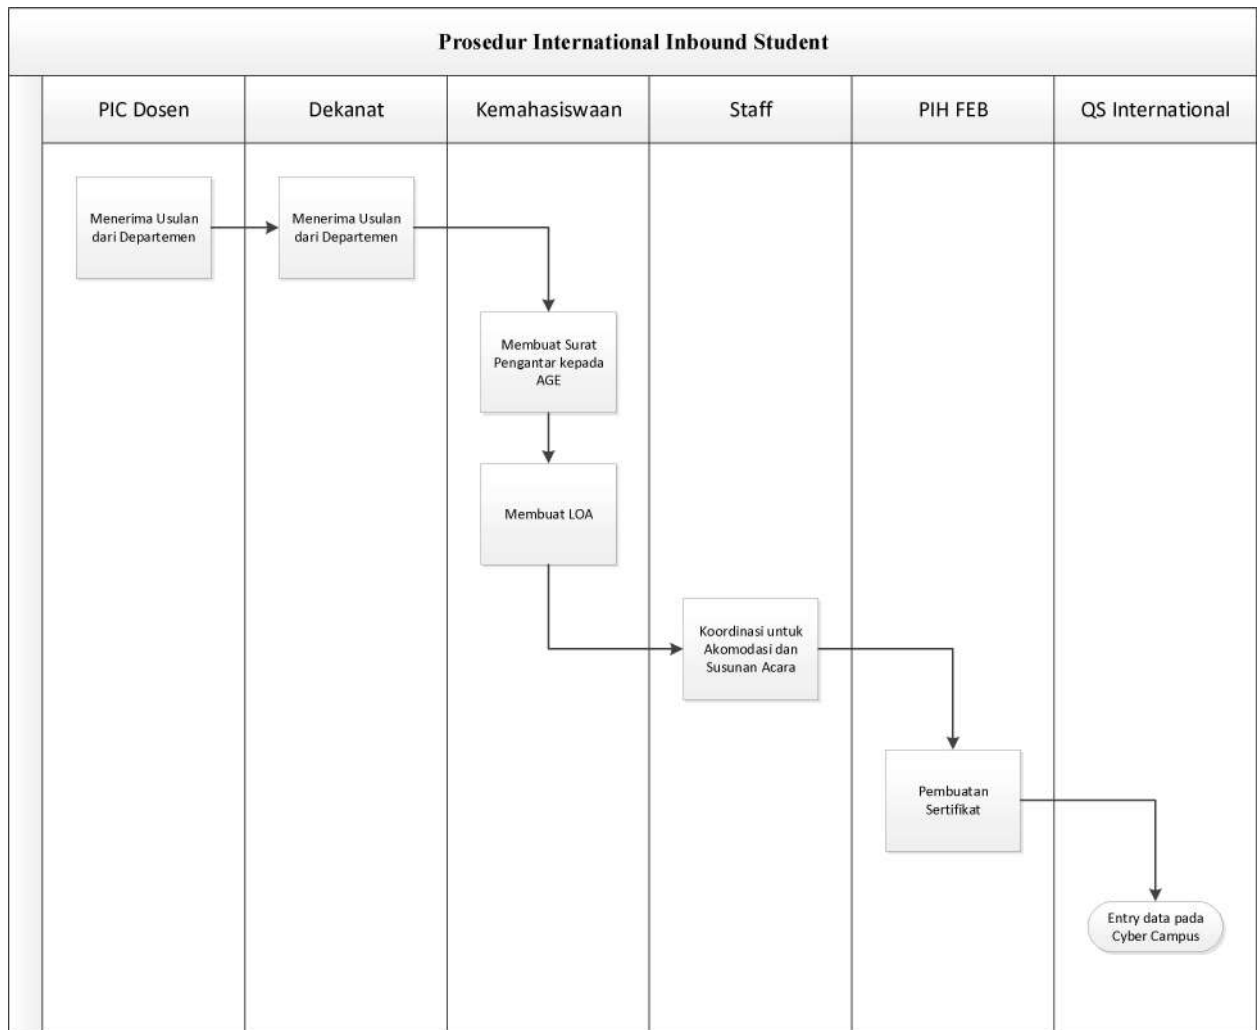 Prosedur International Inbound Student
PIC Dosen
Dekanat
Kemahasiswaan
Staff
PIH FEB
QS International
Menerima Usulan
dari Departemen
Menerima Usulan
dari Departemen
Membuat Surat
Pengantar kepada
AGE
Membuat LOA
Koordinasi untuk
Akomodasi dan
Susunan Acara
Pembuatan
Sertifikat
Entry data pada
Cyber Campus